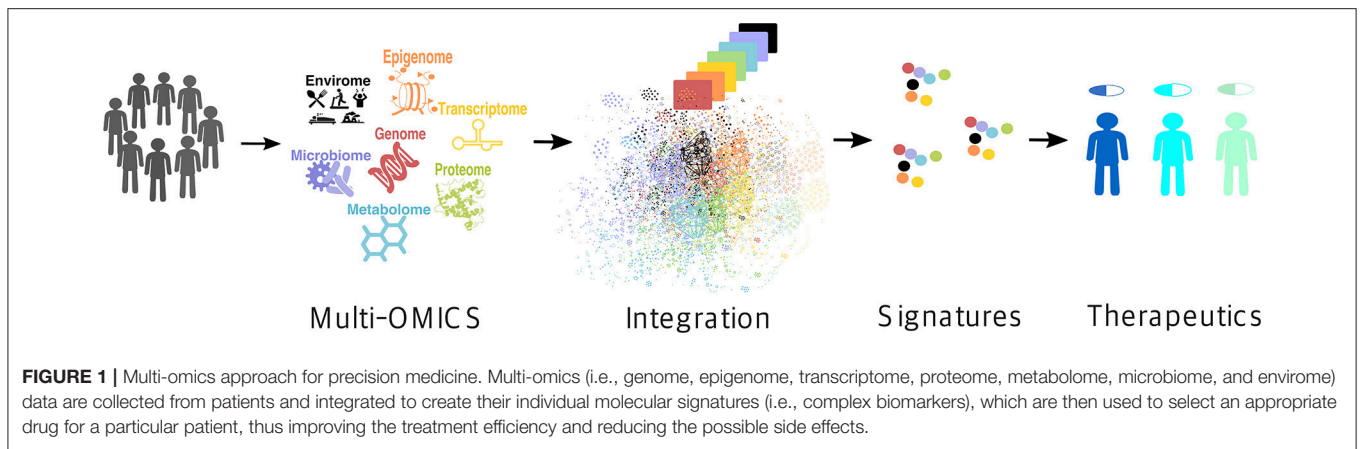 Epigenome
Envirome
Transcriptome
Genome
Microbiome
Proteome
Metabolome
Multi-OMICS
Integration
Signatures
Therapeutics
FIGURE 1 | Multi-omics approach for precision medicine. Multi-omics (i.e., genome, epigenome, transcriptome, proteome, metabolome, microbiome, and envirome)
data are collected from patients and integrated to create their individual molecular signatures (i.e., complex biomarkers), which are then used to select an appropriate
drug for a particular patient, thus improving the treatment efficiency and reducing the possible side effects.